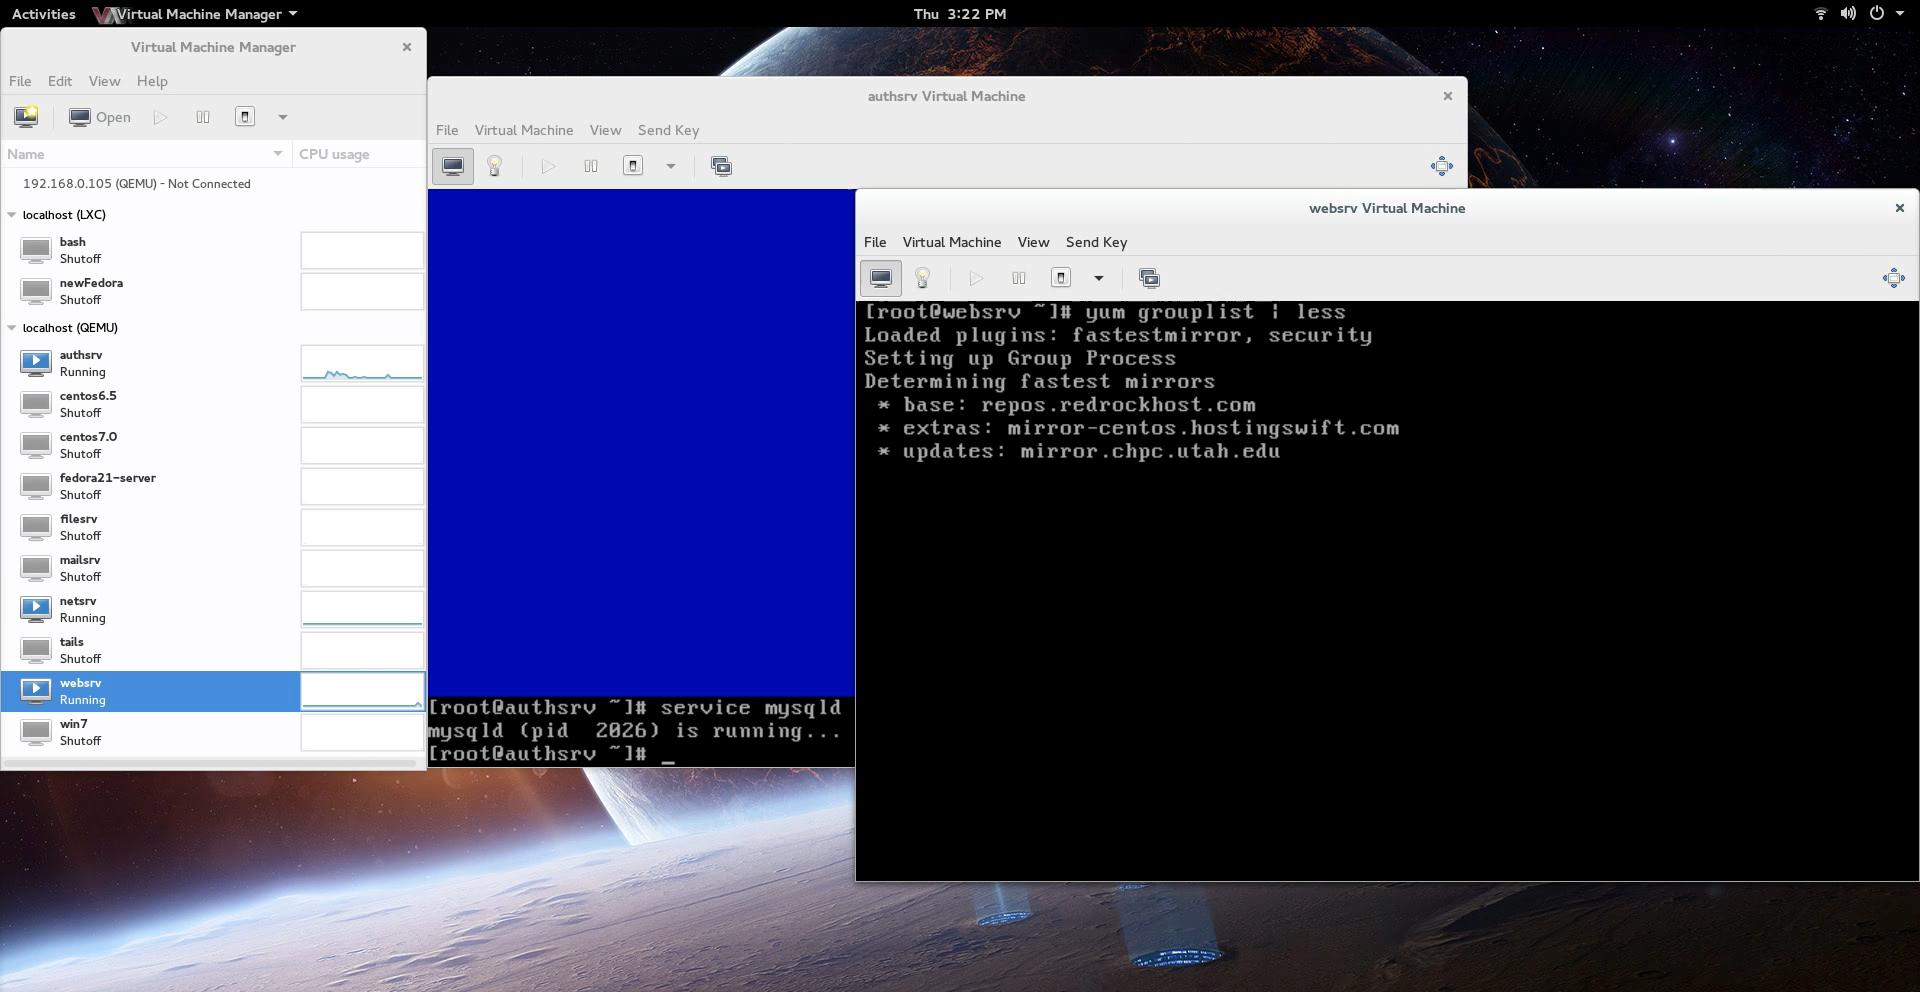 Activities Virtual Machine Manager Thu 3:22 PM
Virtual Machine Manager
File Edit View Help
Open
Name CPU usage
192.168.0.105 (QEMU) - Not Connected
localhost (LXC)
bash
Shutoff
newFedora
Shutoff
localhost (QEMU)
authsrv
Running
centos6.5
Shutoff
centos7.0
Shutoff
fedora21-server
Shutoff
filesrv
Shutoff
mailsrv
Shutoff
netsrv
Running
tails
Shutoff
websrv
Running
win7
Shutoff
authsrv Virtual Machine
File Virtual Machine View Send Key
[root@authsrv ~]# service mysqld
mysqld (pid  2026) is running...
[root@authsrv ~]# _
websrv Virtual Machine
File Virtual Machine View Send Key
[root@websrv ~]# yum grouplist | less
Loaded plugins: fastestmirror, security
Setting up Group Process
Determining fastest mirrors
 * base: repos.redrockhost.com
 * extras: mirror-centos.hostingswift.com
 * updates: mirror.chpc.utah.edu